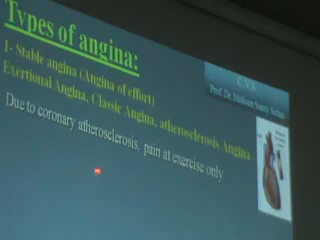 Types of angina:
1- Stable angina (Angina of effort)
Exertional Angina, Classic Angina, atherosclerosis Angina
Due to coronary atherosclerosis, pain at exercise only
Prof. Dr.